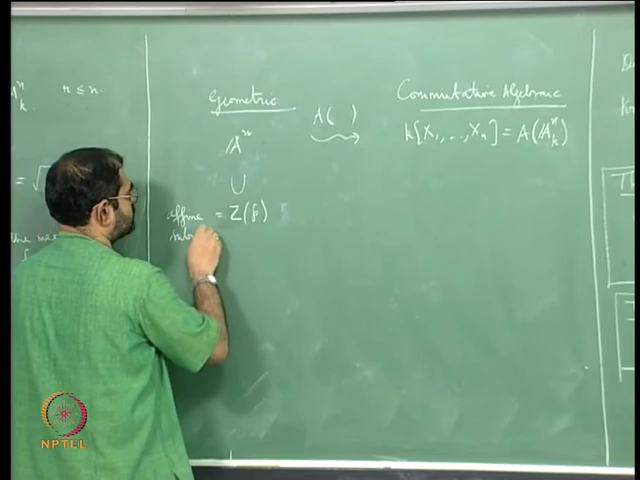 r ≤ n.
Geometric
Commutative Algebraic
A( )
𝔸ⁿ
k[X₁, ..., Xₙ] = A(𝔸ⁿₖ)
∪
affine = Z(𝔭)
NPTEL